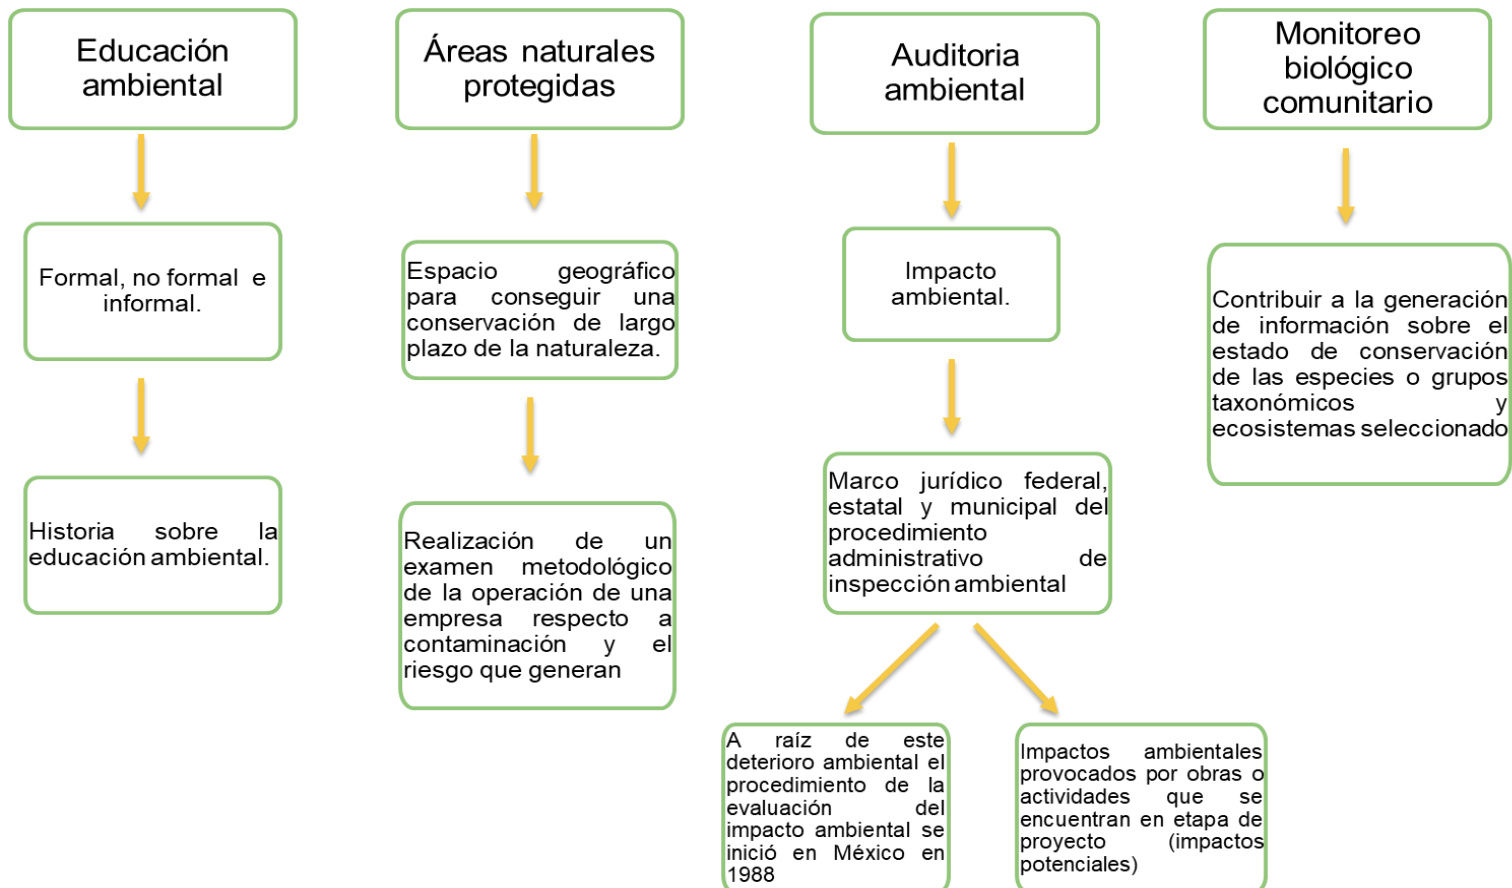 Educación
ambiental
Áreas naturales
protegidas
Auditoria
ambiental
Monitoreo
biológico
comunitario
Formal, no formal e
informal.
Espacio geográfico
para conseguir una
conservación de largo
plazo de la naturaleza.
Impacto
ambiental.
Contribuir a la generación
de información sobre el
estado de conservación
de las especies o grupos
taxonómicos y
ecosistemas seleccionado
Historia sobre la
educación ambiental.
Realización de un
examen metodológico
de la operación de una
empresa respecto a
contaminación y el
riesgo que generan
Marco jurídico federal,
estatal y municipal del
procedimiento
administrativo de
inspección ambiental
A raíz de este
deterioro ambiental el
procedimiento de la
evaluación del
impacto ambiental se
inició en México en
1988
Impactos ambientales
provocados por obras o
actividades que se
encuentran en etapa de
proyecto (impactos
potenciales)